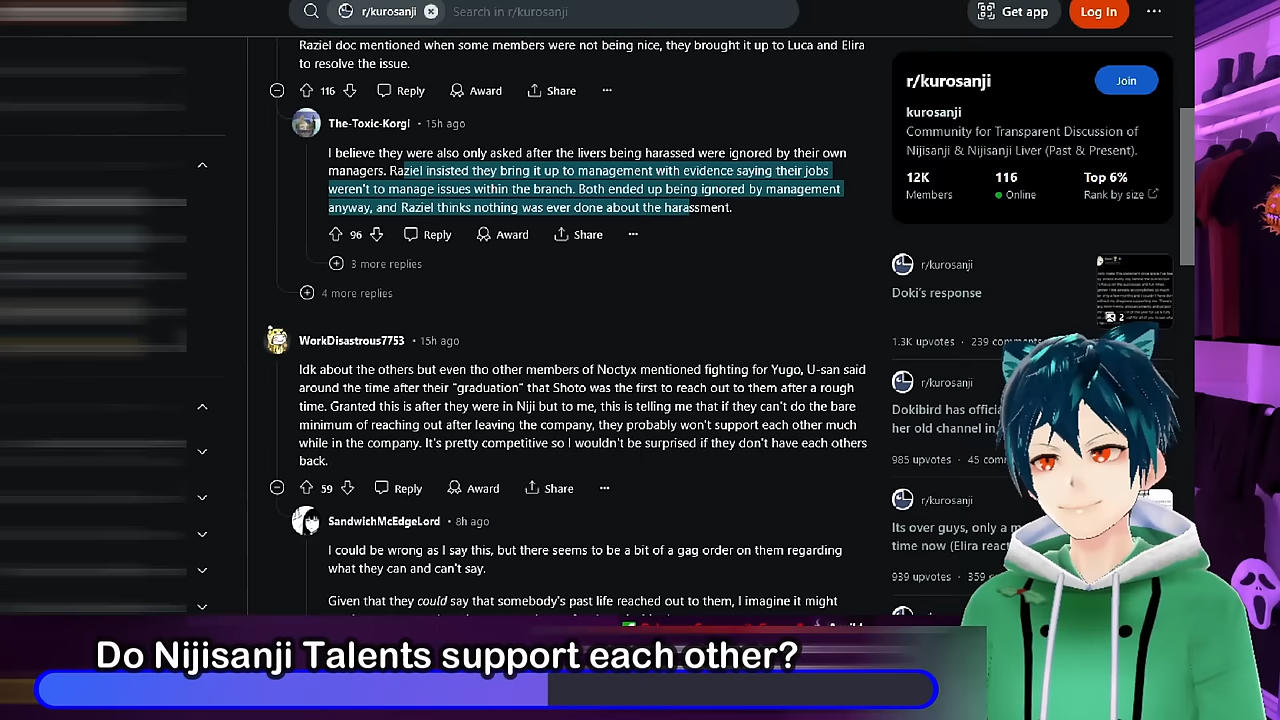 r/kurosanji
Search in r/kurosanji
Get app
Log In
Raziel doc mentioned when some members were not being nice, they brought it up to Luca and Elira
to resolve the issue.
116
Reply
Award
Share
The-Toxic-Korgi • 15h ago
I believe they were also only asked after the livers being harassed were ignored by their own
managers. Raziel insisted they bring it up to management with evidence saying their jobs
weren't to manage issues within the branch. Both ended up being ignored by management
anyway, and Raziel thinks nothing was ever done about the harassment.
96
Reply
Award
Share
3 more replies
4 more replies
WorkDisastrous7753 • 15h ago
Idk about the others but even tho other members of Noctyx mentioned fighting for Yugo, U-san said
around the time after their "graduation" that Shoto was the first to reach out to them after a rough
time. Granted this is after they were in Niji but to me, this is telling me that if they can't do the bare
minimum of reaching out after leaving the company, they probably won't support each other much
while in the company. It's pretty competitive so I wouldn't be surprised if they don't have each others
back.
59
Reply
Award
Share
SandwichMcEdgeLord • 8h ago
I could be wrong as I say this, but there seems to be a bit of a gag order on them regarding
what they can and can't say.
Given that they could say that somebody's past life reached out to them, I imagine it might
r/kurosanji
Join
kurosanji
Community for Transparent Discussion of
Nijisanji & Nijisanji Liver (Past & Present).
12K
116
Top 6%
Members
Online
Rank by size
r/kurosanji
Doki's response
1.3K upvotes • 239 comments
r/kurosanji
Dokibird has offici
her old channel in
985 upvotes • 45 com
r/kurosanji
Its over guys, only a m
time now (Elira react
939 upvotes • 359
Do Nijisanji Talents support each other?